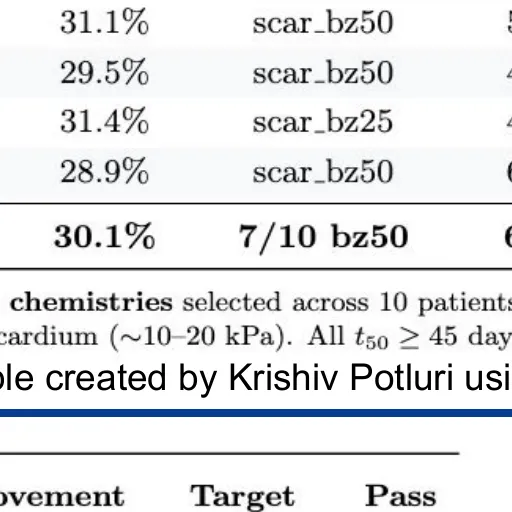 31.1% scar_bz50
29.5% scar_bz50
31.4% scar_bz25
28.9% scar_bz50
30.1% 7/10 bz50
chemistries selected across 10 patients
cardium (~10–20 kPa). All t50 ≥ 45 day
ble created by Krishiv Potluri usi
ovement Target Pass